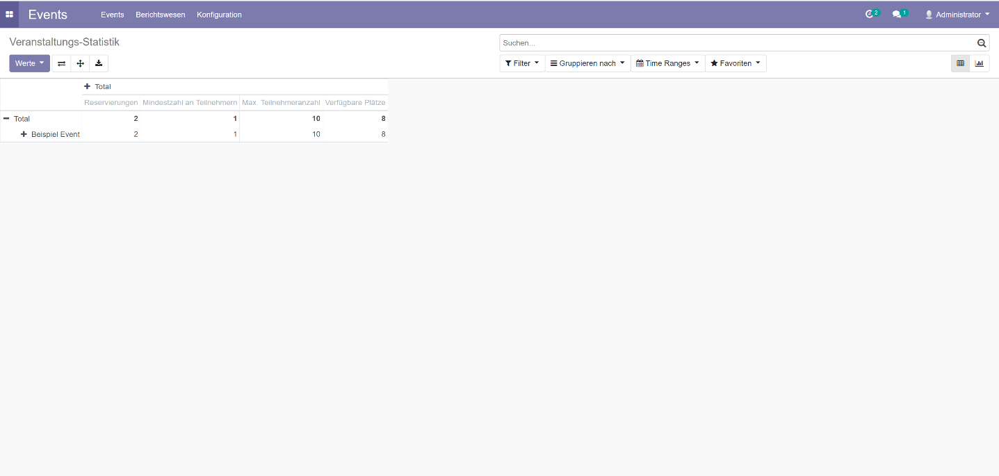 Events Events Berichtswesen Konfiguration 2 1 Administrator
Veranstaltungs-Statistik Suchen...
Werte Filter Gruppieren nach Time Ranges Favoriten
Total
Reservierungen Mindestzahl an Teilnehmern Max. Teilnehmeranzahl Verfügbare Plätze
Total 2 1 10 8
Beispiel Event 2 1 10 8